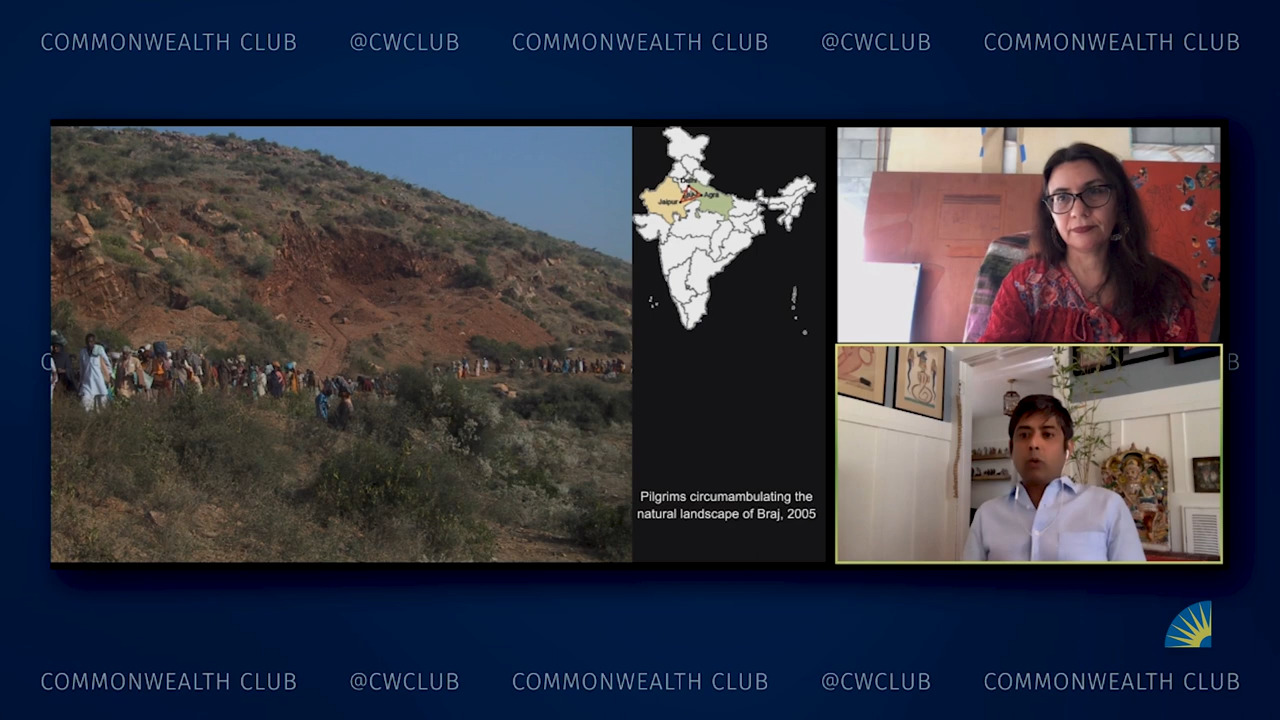 COMMONWEALTH CLUB @CWCLUB COMMONWEALTH CLUB @CWCLUB COMMONWEALTH CLUB
Jaipur
Agra
Pilgrims circumambulating the
natural landscape of Braj, 2005
COMMONWEALTH CLUB @CWCLUB COMMONWEALTH CLUB @CWCLUB COMMONWEALTH CLUB